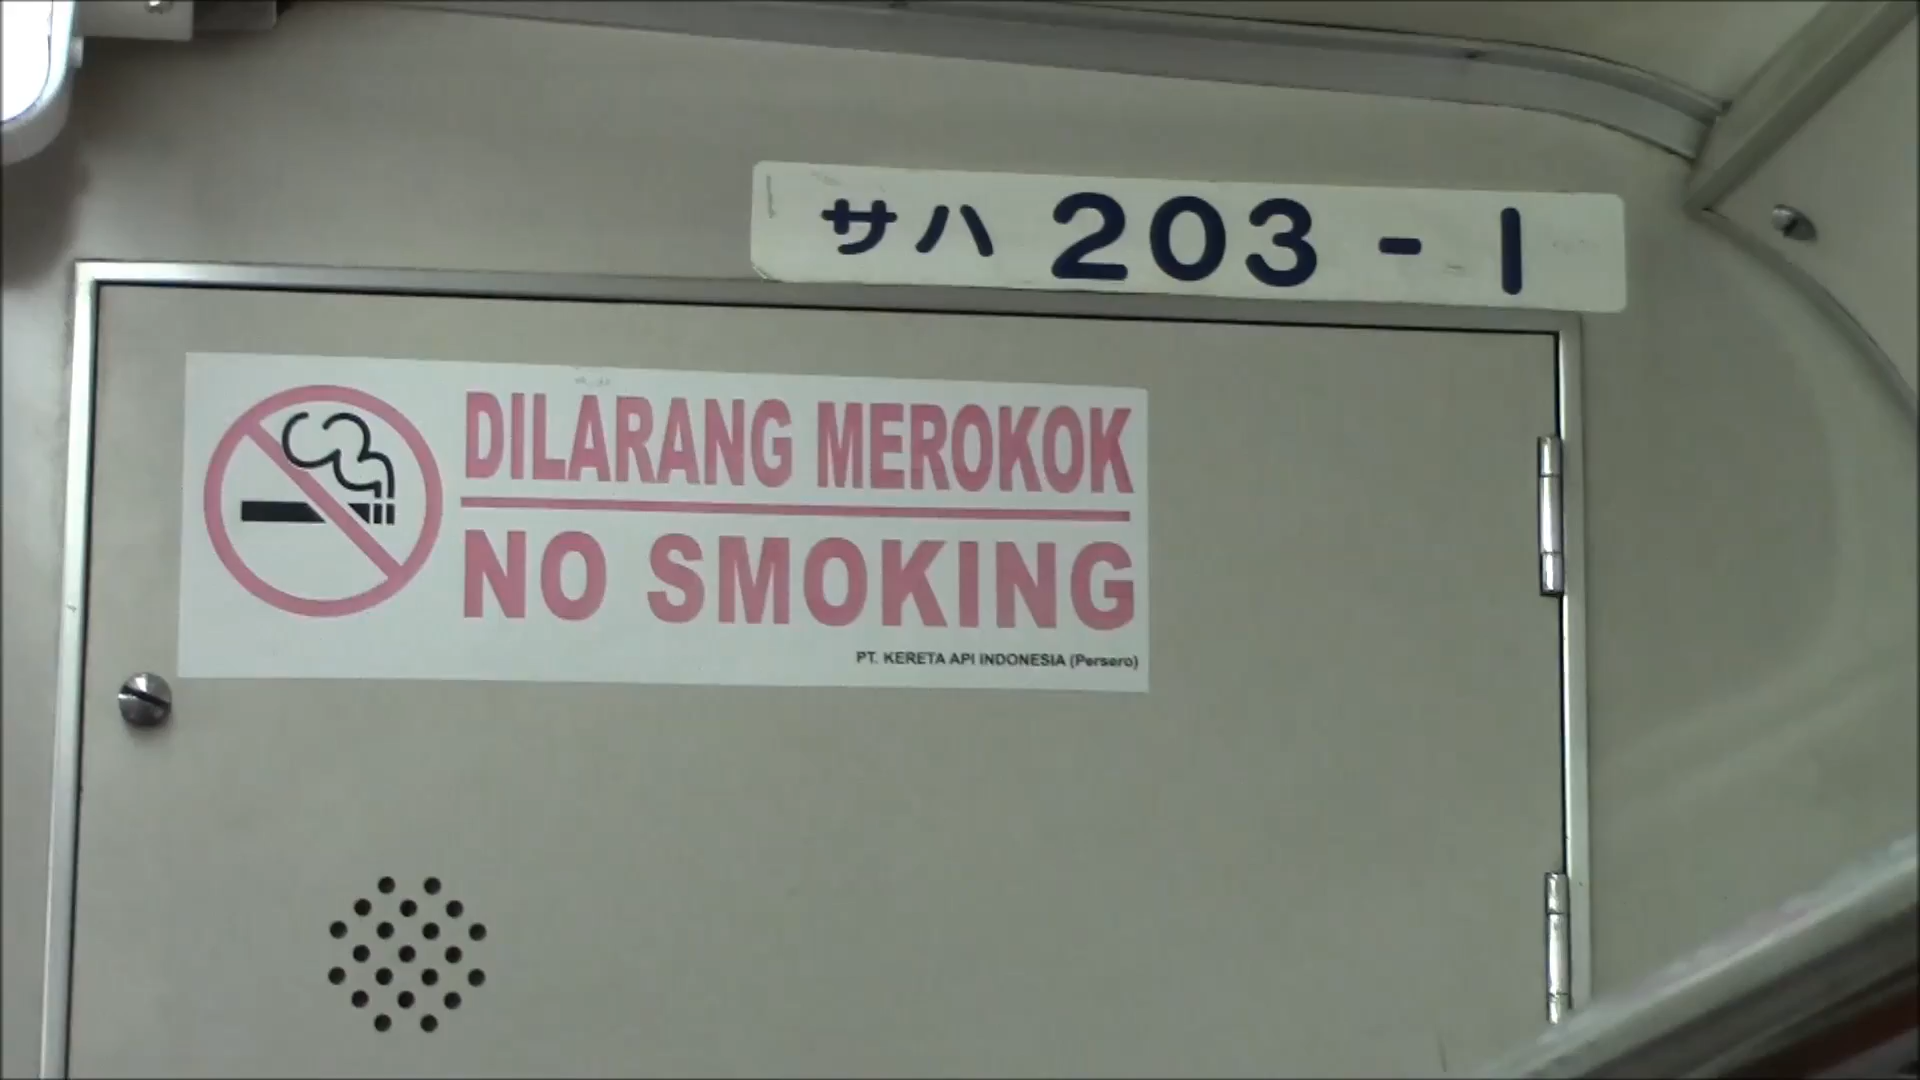 サハ 203 - 1
DILARANG MEROKOK
NO SMOKING
PT. KERETA API INDONESIA (Persero)